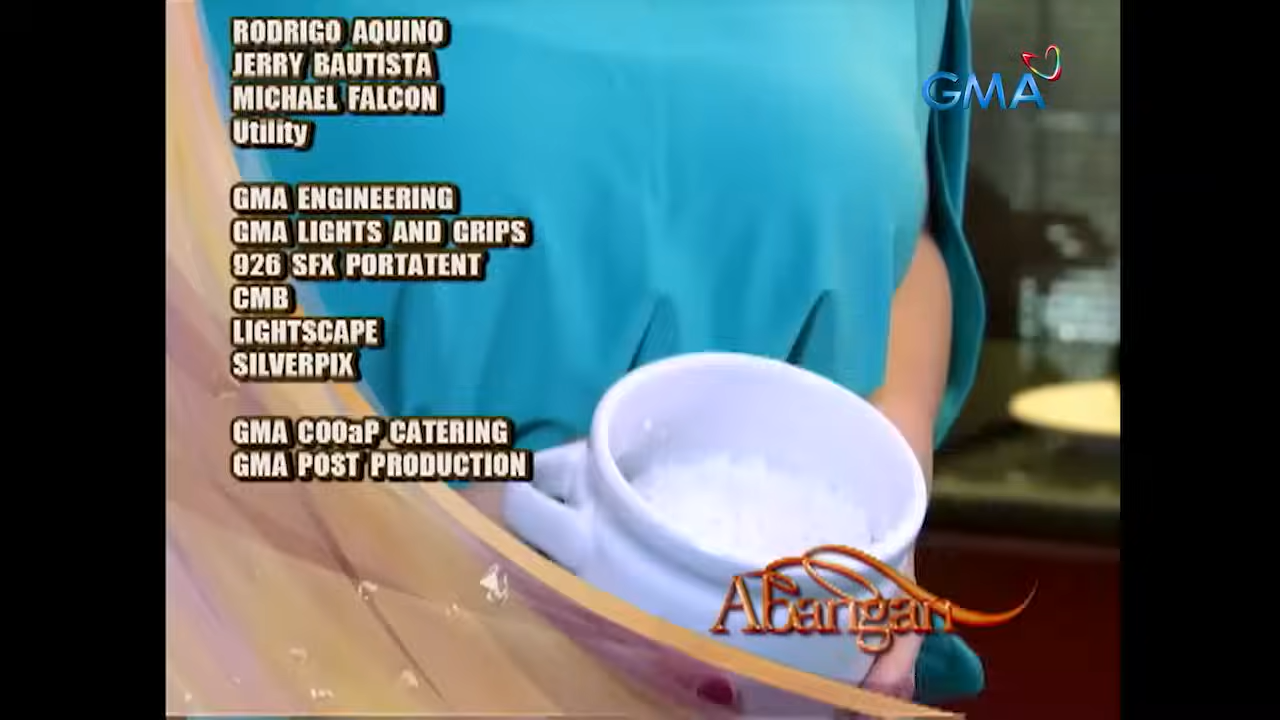 RODRIGO AQUINO
JERRY BAUTISTA
MICHAEL FALCON
Utility
GMA ENGINEERING
GMA LIGHTS AND GRIPS
926 SFX PORTATENT
CMB
LIGHTSCAPE
SILVERPIX
GMA COOaP CATERING
GMA POST PRODUCTION
GMA
Abangan